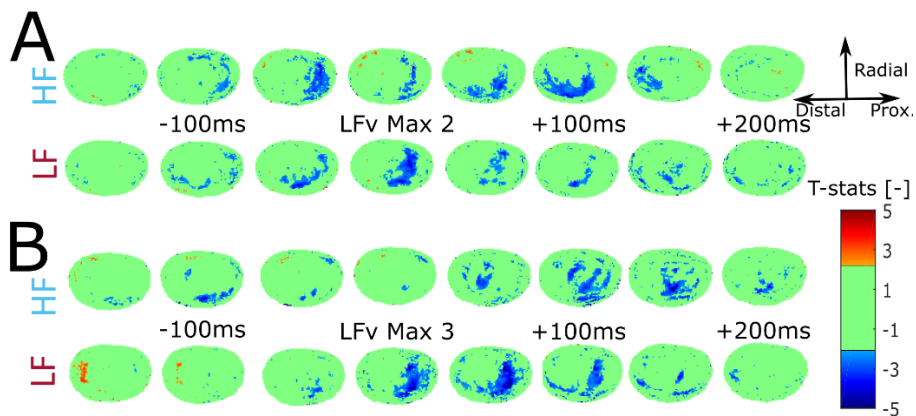 A
HF
Radial
Distal
Prox.
-100ms
LFv Max 2
+100ms
+200ms
LF
T-stats [-]
5
3
1
-1
-3
-5
B
HF
-100ms
LFv Max 3
+100ms
+200ms
LF